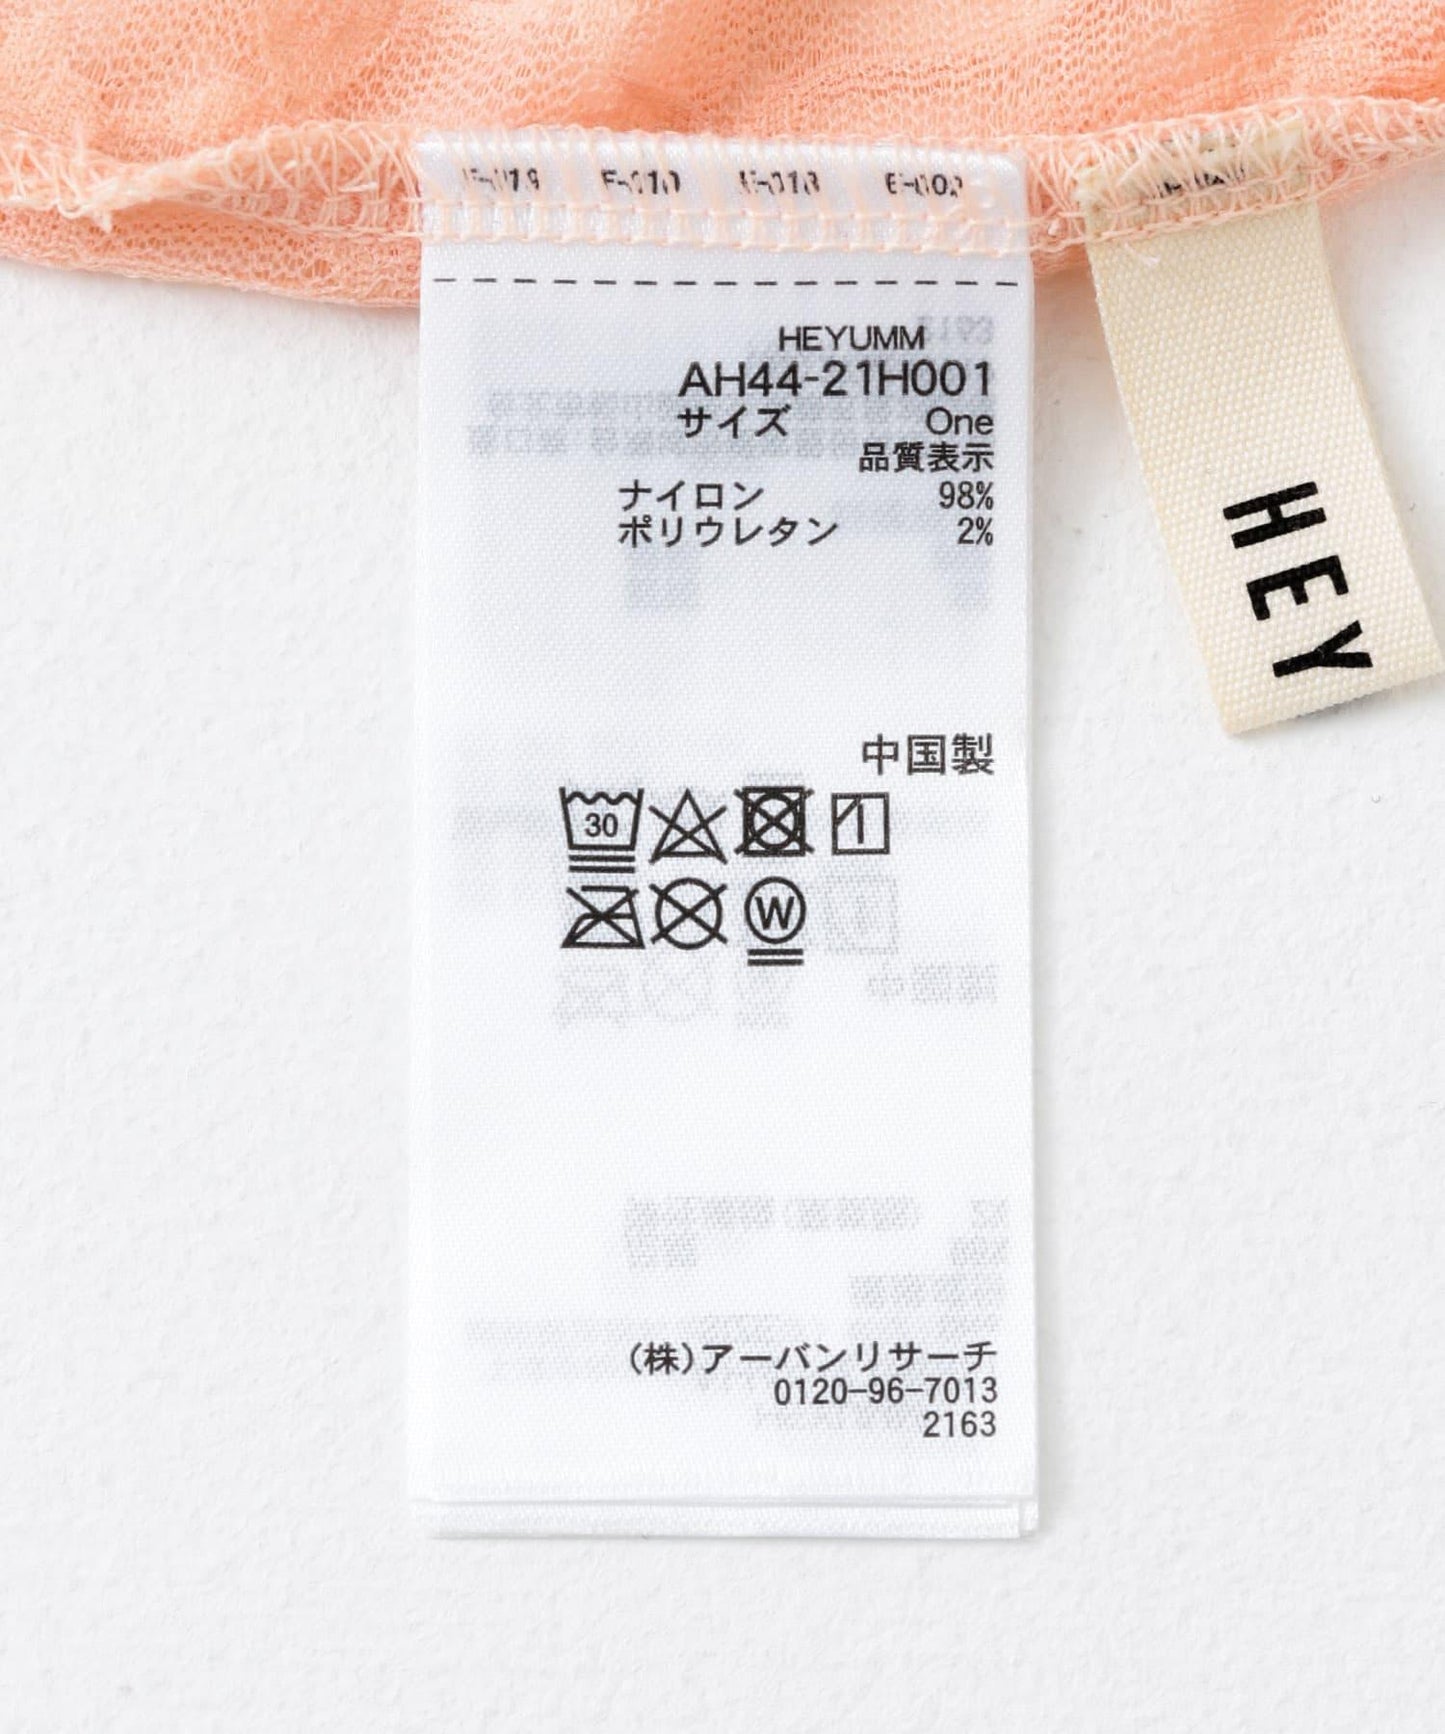 HEYUMM
AH44-21H001
サイズ One
品質表示
ナイロン 98%
ポリウレタン 2%
中国製
30
W
(株)アーバンリサーチ
0120-96-7013
2163
HEY